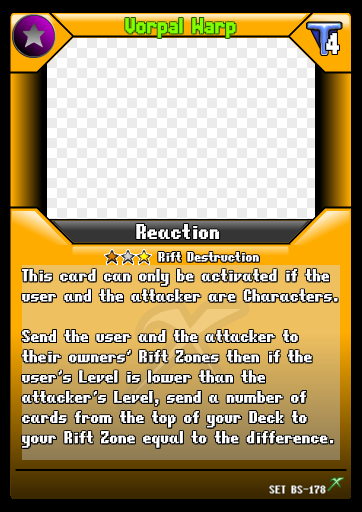 Vorpal Warp
4
Reaction
Rift Destruction
This card can only be activated if the
user and the attacker are Characters.
Send the user and the attacker to
their owners' Rift Zones then if the
user's Level is lower than the
attacker's Level, send a number of
cards from the top of your Deck to
your Rift Zone equal to the difference.
SET BS-178